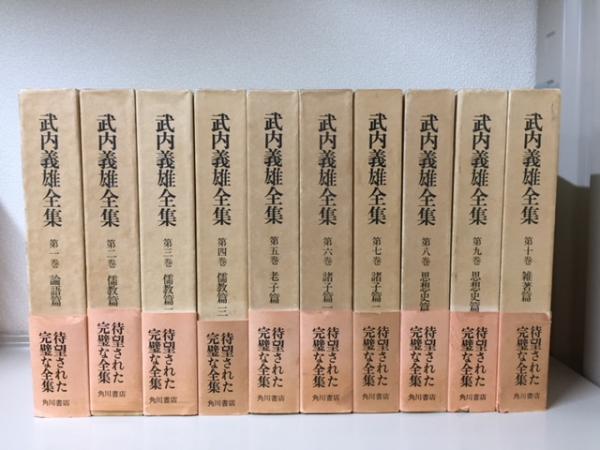 武内義雄全集 第一巻 論語篇
待望された
完璧な全集
角川書店
武内義雄全集 第二巻 儒教篇
待望された
完璧な全集
武内義雄全集 第三巻 儒教篇二
待望された
完璧な全集
角川書店
武内義雄全集 第四巻 儒教篇三
待望された
完璧な全集
角川書店
武内義雄全集 第五巻 老子篇
待望された
完璧な全集
角川書店
武内義雄全集 第六巻 諸子篇一
待望された
完璧な全集
角川書店
武内義雄全集 第七巻 諸子篇二
待望された
完璧な全集
角川書店
武内義雄全集 第八巻 思想史篇
待望された
完璧な全集
角川書店
武内義雄全集 第九巻 思想史篇
待望された
完璧な全集
角川書店
武内義雄全集 第十巻 雑著篇
待望された
完璧な全集
角川書店